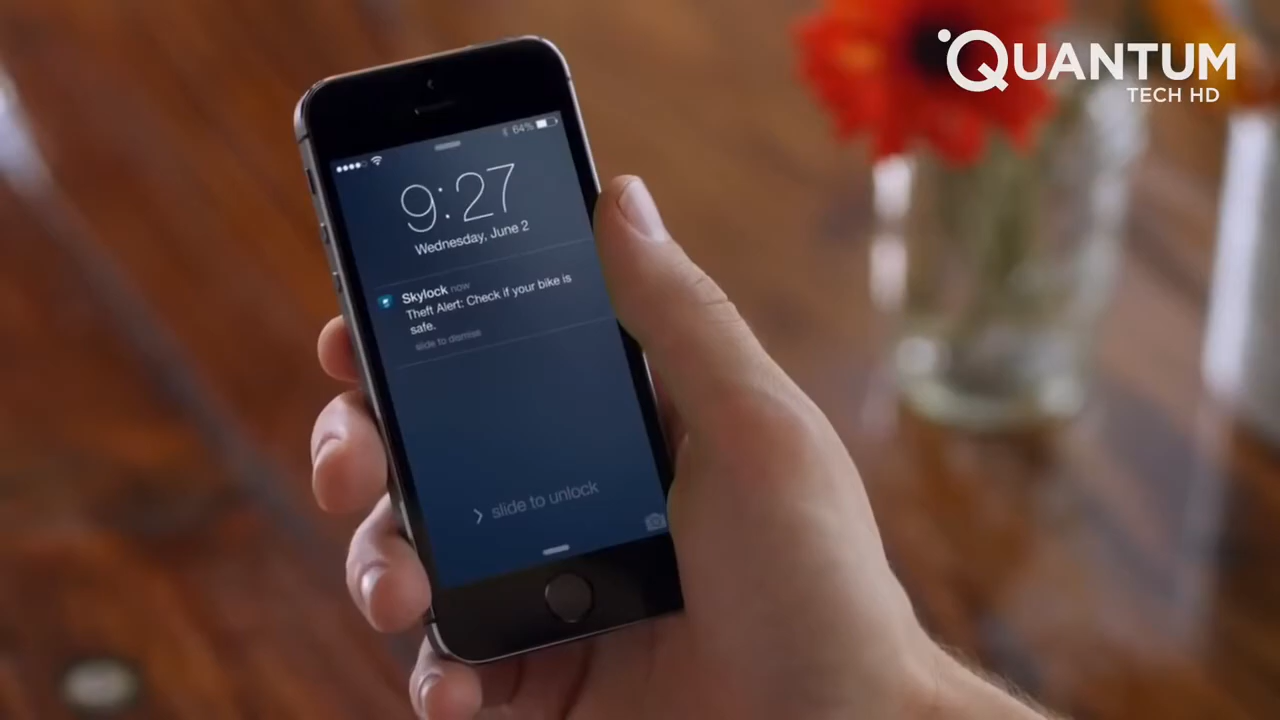 QUANTUM
TECH HD
64%
9:27
Wednesday, June 2
Skylock now
Theft Alert: Check if your bike is
safe.
slide to dismiss
slide to unlock